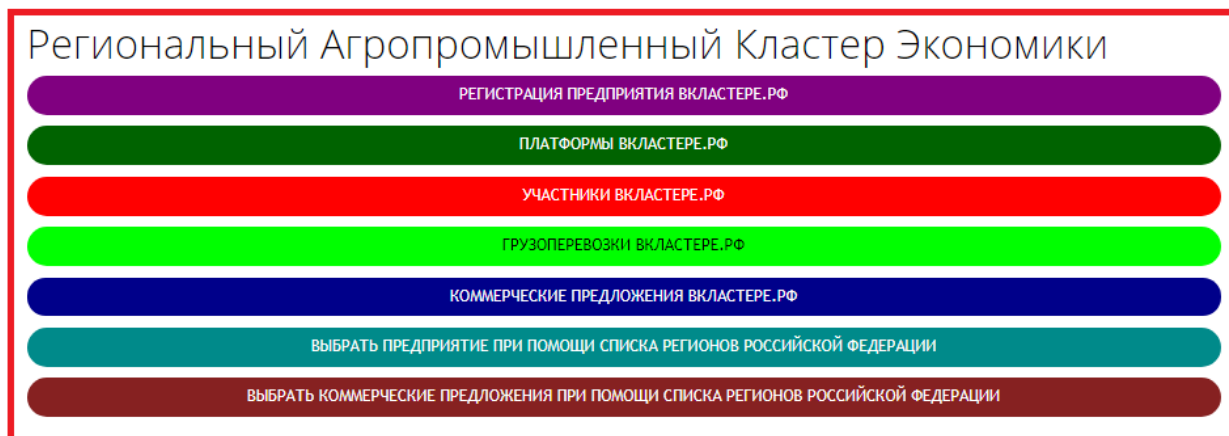 Региональный Агропромышленный Кластер Экономики
РЕГИСТРАЦИЯ ПРЕДПРИЯТИЯ ВКЛАСТЕРЕ.РФ
ПЛАТФОРМЫ ВКЛАСТЕРЕ.РФ
УЧАСТНИКИ ВКЛАСТЕРЕ.РФ
ГРУЗОПЕРЕВОЗКИ ВКЛАСТЕРЕ.РФ
КОММЕРЧЕСКИЕ ПРЕДЛОЖЕНИЯ ВКЛАСТЕРЕ.РФ
ВЫБРАТЬ ПРЕДПРИЯТИЕ ПРИ ПОМОЩИ СПИСКА РЕГИОНОВ РОССИЙСКОЙ ФЕДЕРАЦИИ
ВЫБРАТЬ КОММЕРЧЕСКИЕ ПРЕДЛОЖЕНИЯ ПРИ ПОМОЩИ СПИСКА РЕГИОНОВ РОССИЙСКОЙ ФЕДЕРАЦИИ